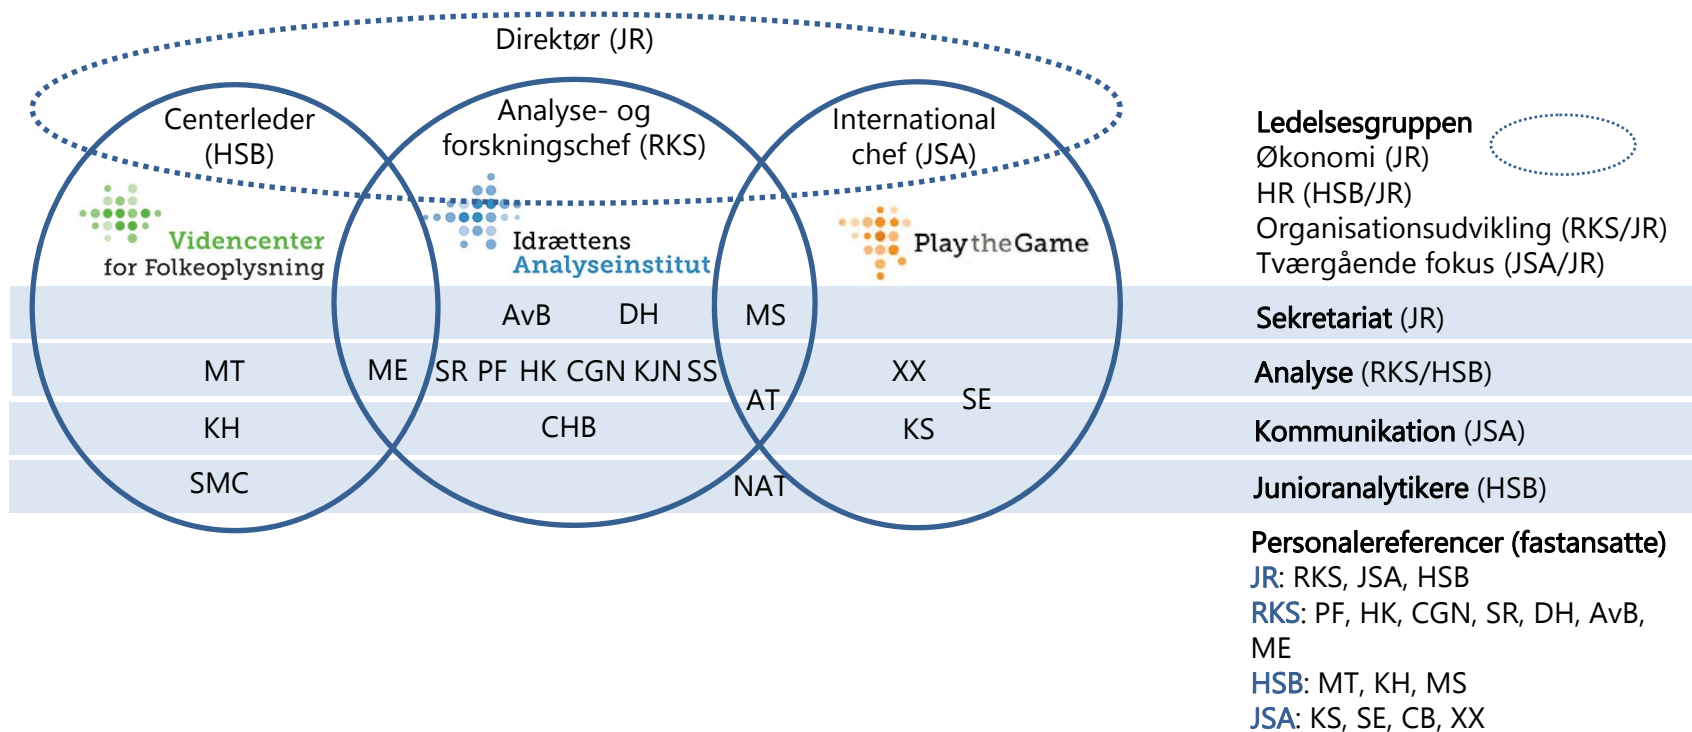 Direktør (JR)
Centerleder
(HSB)
Analyse- og
forskningschef (RKS)
International
chef (JSA)
Videncenter
for Folkeoplysning
Idrættens
Analyseinstitut
Play the Game
AvB DH MS
MT ME SR PF HK CGN KJN SS XX
AT SE
KH CHB KS
SMC NAT
Ledelsesgruppen
Økonomi (JR)
HR (HSB/JR)
Organisationsudvikling (RKS/JR)
Tværgående fokus (JSA/JR)
Sekretariat (JR)
Analyse (RKS/HSB)
Kommunikation (JSA)
Junioranalytikere (HSB)
Personalereferencer (fastansatte)
JR: RKS, JSA, HSB
RKS: PF, HK, CGN, SR, DH, AvB,
ME
HSB: MT, KH, MS
JSA: KS, SE, CB, XX